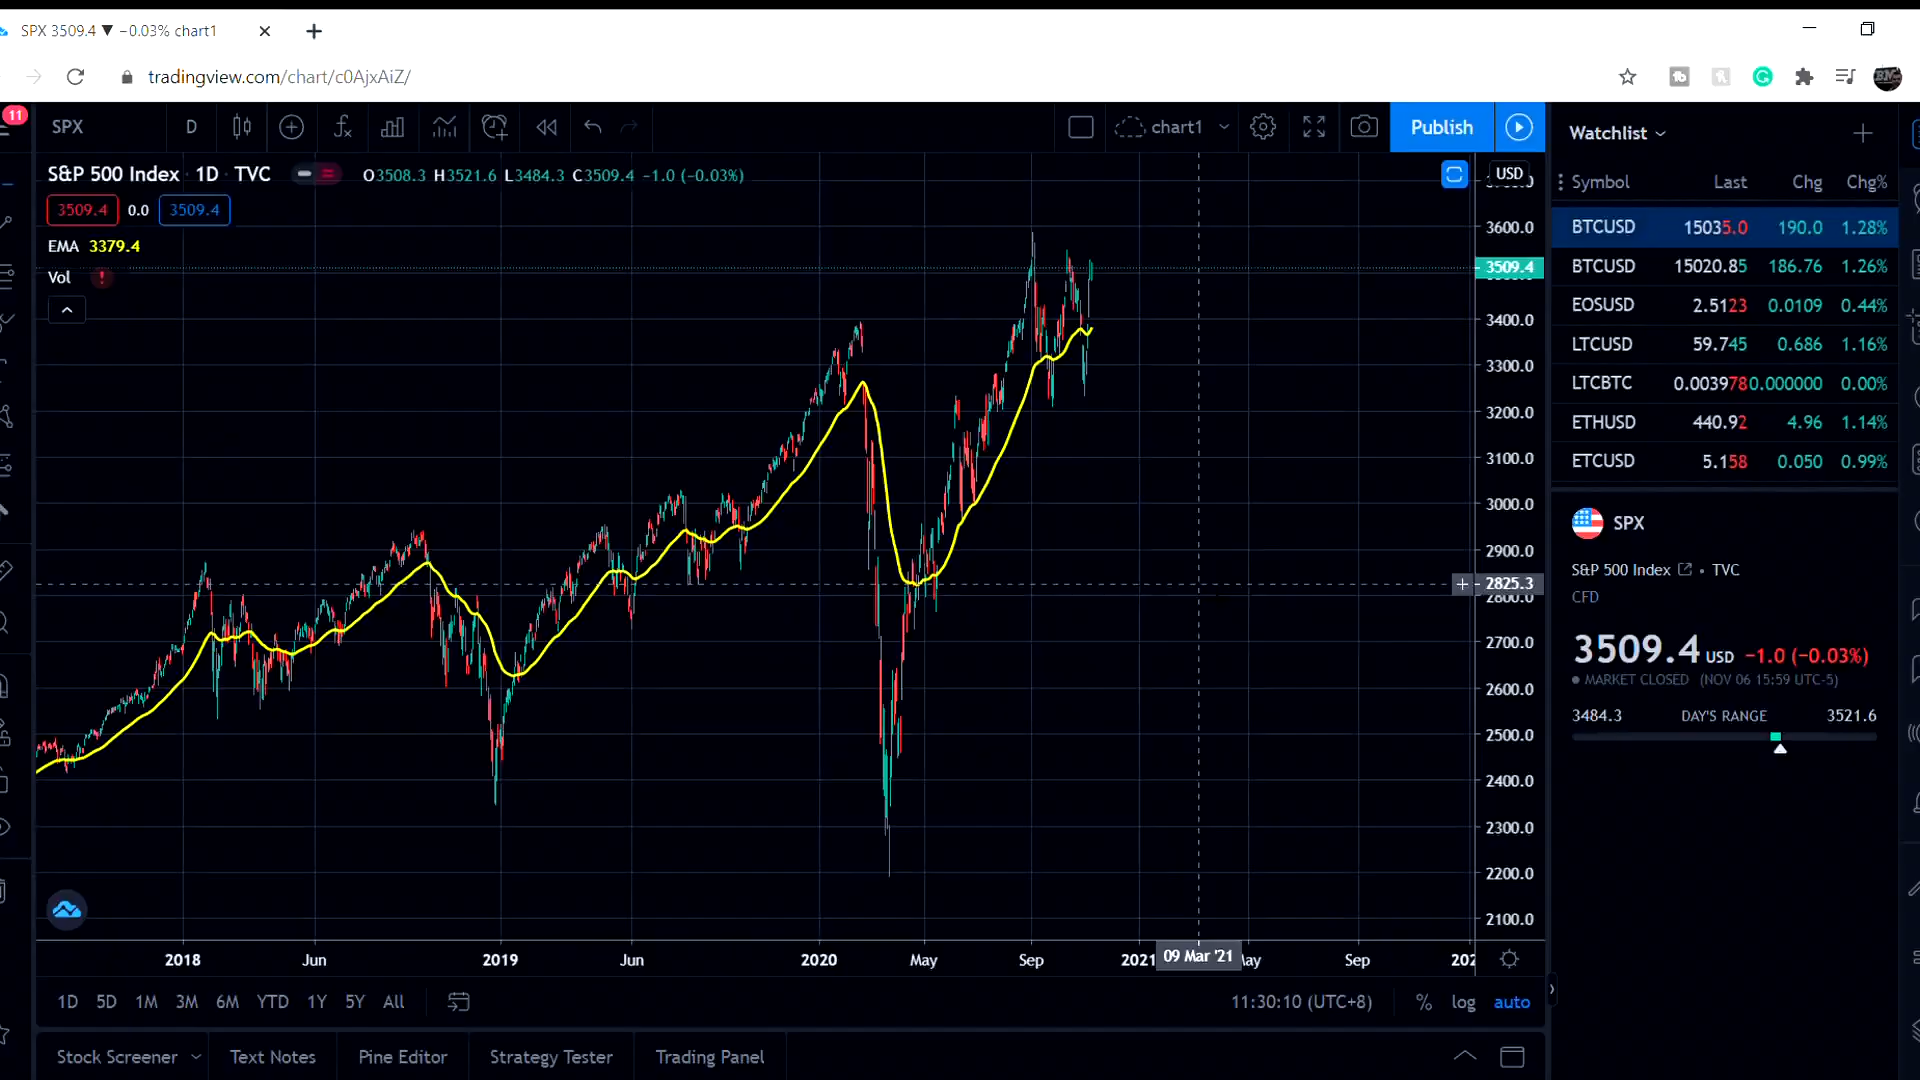 SPX 3509.4 ▼ −0.03% chart1
tradingview.com/chart/c0AjxAiZ/
11
SPX D chart1 Publish
S&P 500 Index 1D TVC O3508.3 H3521.6 L3484.3 C3509.4 −1.0 (−0.03%)
3509.4 0.0 3509.4
EMA 3379.4
Vol !
USD
3600.0
3509.4
3400.0
3300.0
3200.0
3100.0
3000.0
2900.0
2825.3
2800.0
2700.0
2600.0
2500.0
2400.0
2300.0
2200.0
2100.0
2018 Jun 2019 Jun 2020 May Sep 2021 09 Mar '21 Sep
1D 5D 1M 3M 6M YTD 1Y 5Y All 11:30:10 (UTC+8) % log auto
Stock Screener Text Notes Pine Editor Strategy Tester Trading Panel
Watchlist
Symbol Last Chg Chg%
BTCUSD 15035.0 190.0 1.28%
BTCUSD 15020.85 186.76 1.26%
EOSUSD 2.5123 0.0109 0.44%
LTCUSD 59.745 0.686 1.16%
LTCBTC 0.003978 0.000000 0.00%
ETHUSD 440.92 4.96 1.14%
ETCUSD 5.158 0.050 0.99%
SPX
S&P 500 Index • TVC
CFD
3509.4 USD −1.0 (−0.03%)
MARKET CLOSED (NOV 06 15:59 UTC-5)
3484.3 DAY'S RANGE 3521.6